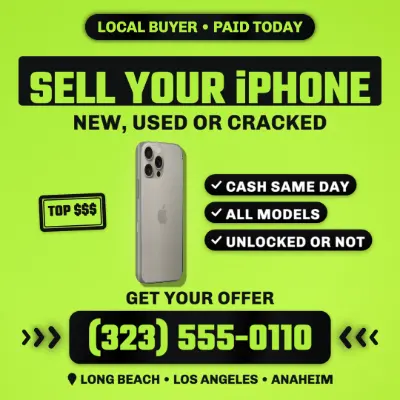 LOCAL BUYER • PAID TODAY
SELL YOUR iPHONE
NEW, USED OR CRACKED
TOP $$$
✓ CASH SAME DAY
✓ ALL MODELS
✓ UNLOCKED OR NOT
GET YOUR OFFER
(323) 555-0110
LONG BEACH • LOS ANGELES • ANAHEIM